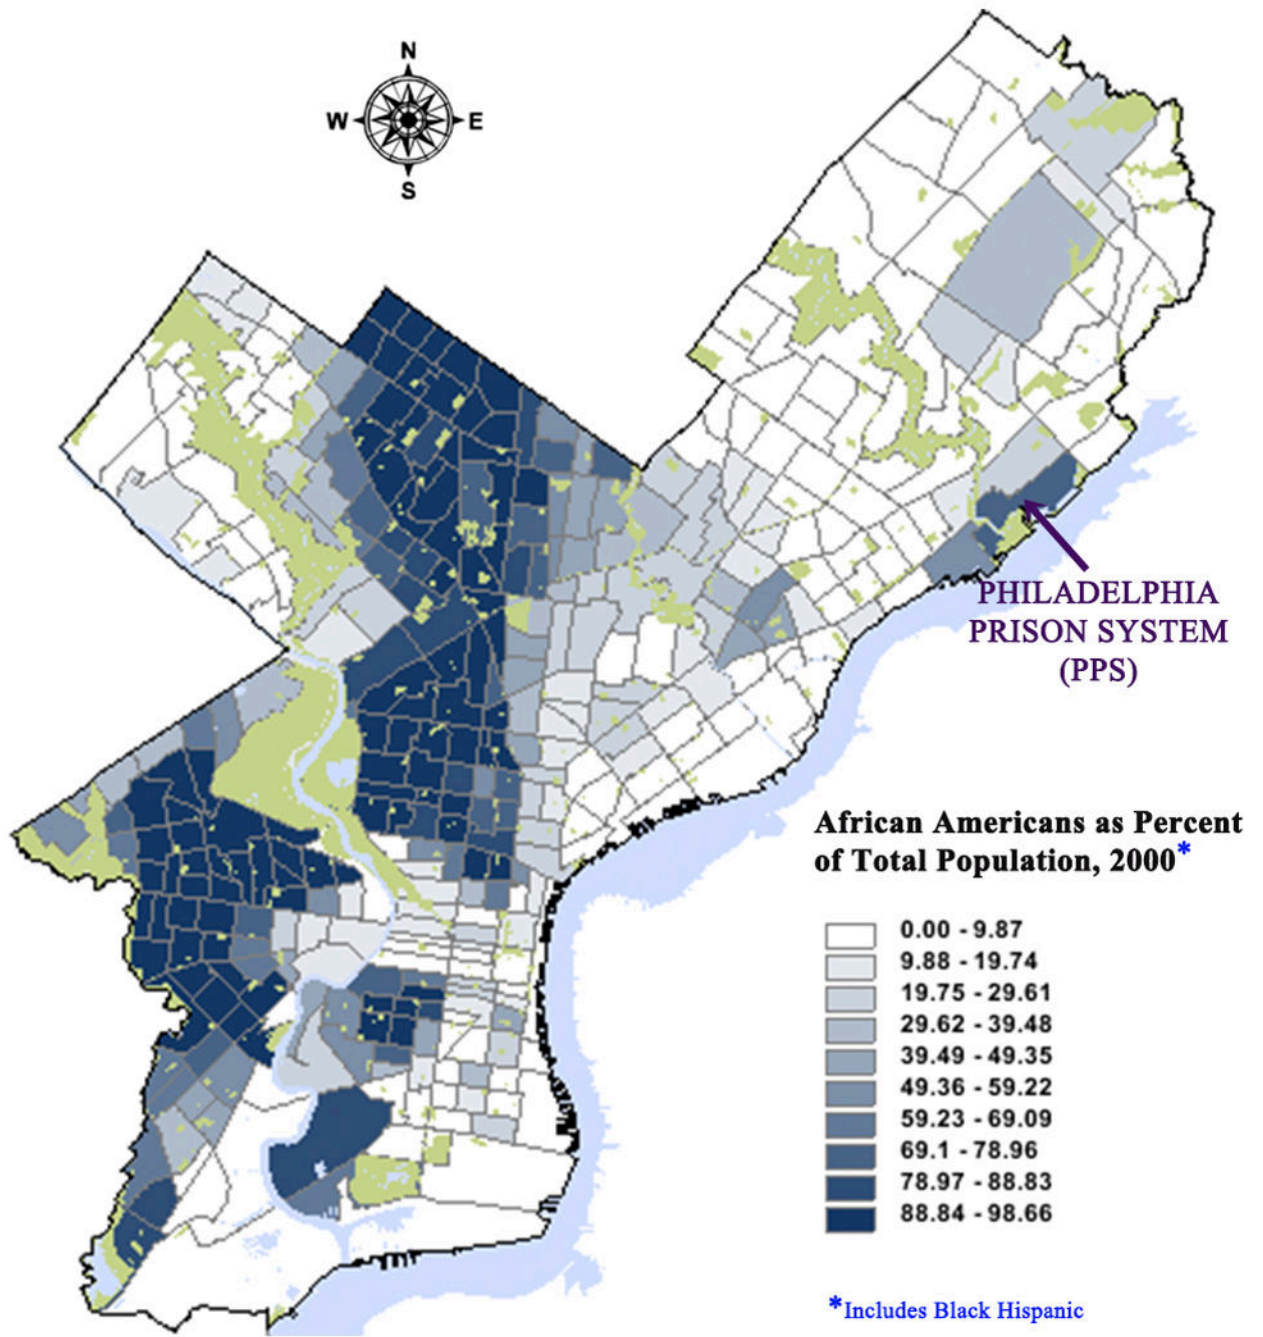 N
W E
S
PHILADELPHIA
PRISON SYSTEM
(PPS)
African Americans as Percent
of Total Population, 2000*
0.00 - 9.87
9.88 - 19.74
19.75 - 29.61
29.62 - 39.48
39.49 - 49.35
49.36 - 59.22
59.23 - 69.09
69.1 - 78.96
78.97 - 88.83
88.84 - 98.66
*Includes Black Hispanic